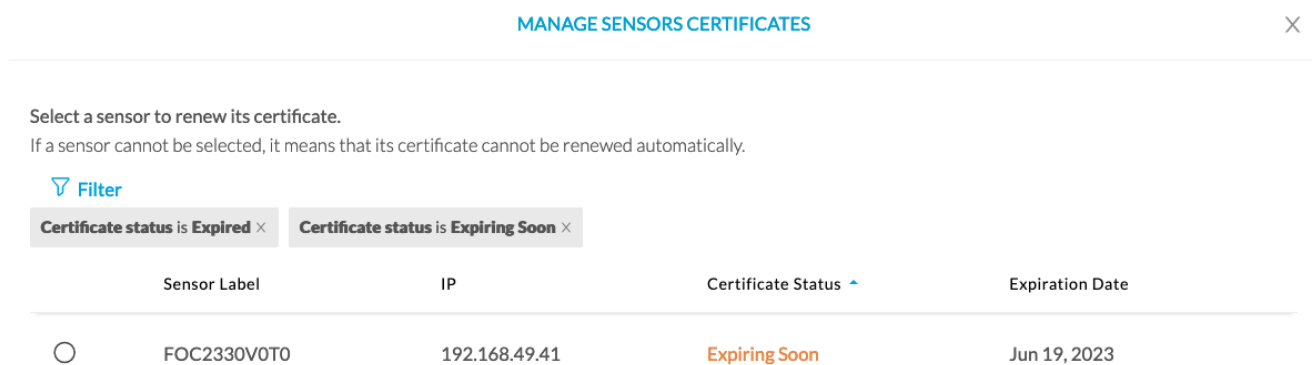 MANAGE SENSORS CERTIFICATES
Select a sensor to renew its certificate.
If a sensor cannot be selected, it means that its certificate cannot be renewed automatically.
Filter
Certificate status is Expired × Certificate status is Expiring Soon ×
Sensor Label IP Certificate Status Expiration Date
FOC2330V0T0 192.168.49.41 Expiring Soon Jun 19, 2023